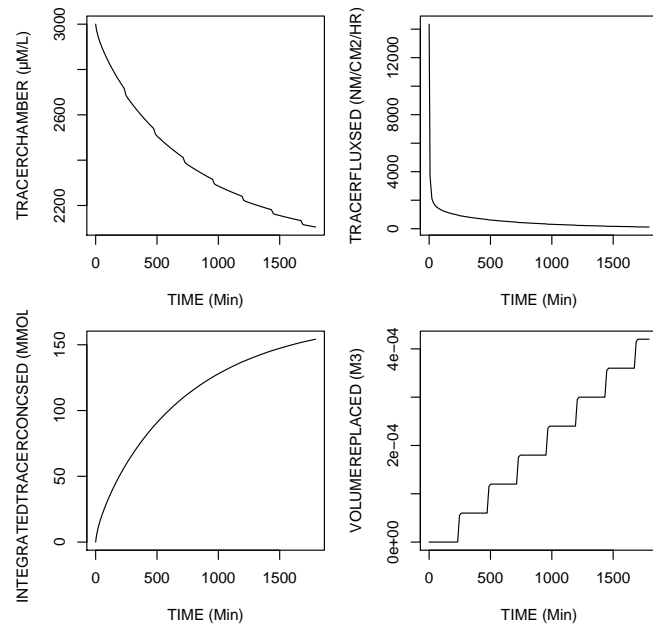 TRACERCHAMBER (µM/L)
3000
2600
2200
0 500 1000 1500
TIME (Min)
TRACERFLUXSED (NM/CM2/HR)
14000
8000
4000
0
0 500 1000 1500
TIME (Min)
INTEGRATEDTRACERCONCSED (MMOL
150
100
50
0
0 500 1000 1500
TIME (Min)
VOLUMEREPLACED (M3)
4e−04
2e−04
0e+00
0 500 1000 1500
TIME (Min)